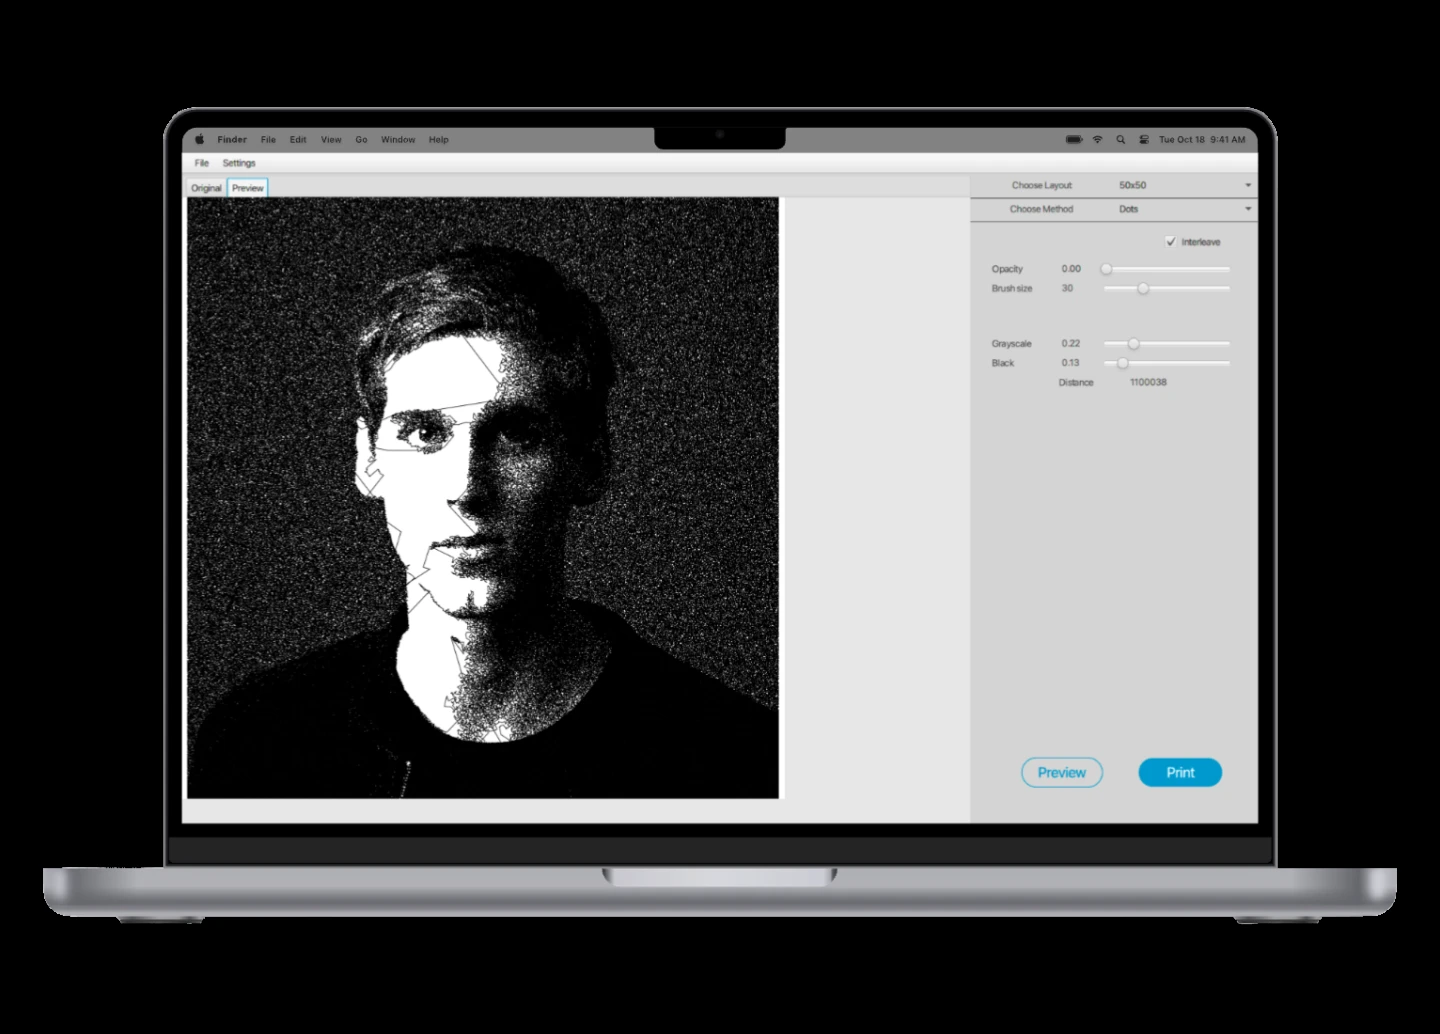 Finder File Edit View Go Window Help Tue Oct 18 9:41 AM
File Settings
Original Preview
Choose Layout 50x50
Choose Method Dots
Interleave
Opacity 0.00
Brush size 30
Grayscale 0.22
Black 0.13
Distance 1100038
Preview Print